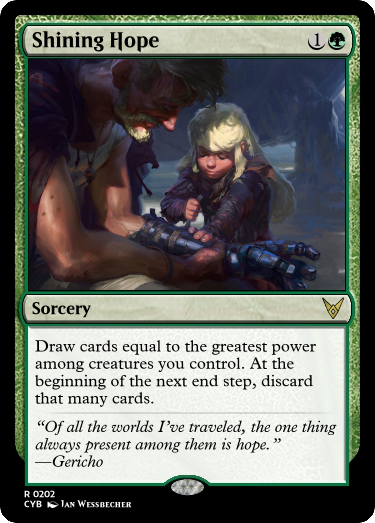 Shining Hope 1
Sorcery
Draw cards equal to the greatest power
among creatures you control. At the
beginning of the next end step, discard
that many cards.
“Of all the worlds I’ve traveled, the one thing
always present among them is hope.”
—Gericho
R 0202
CYB Ian Wessbecher